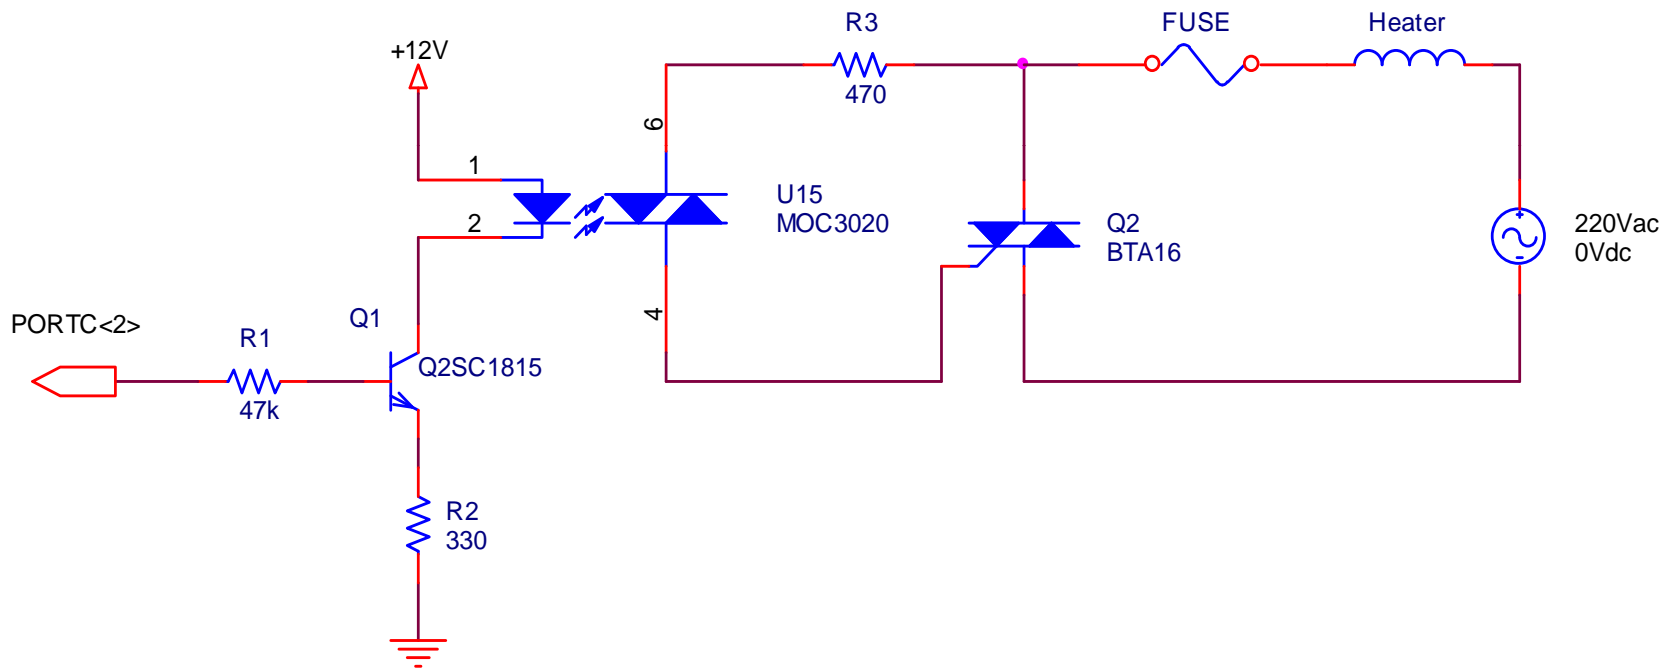 R3
FUSE
Heater
+12V
470
6
1
U15
MOC3020
2
Q2
BTA16
220Vac
0Vdc
4
PORTC<2>
Q1
R1
Q2SC1815
47k
R2
330